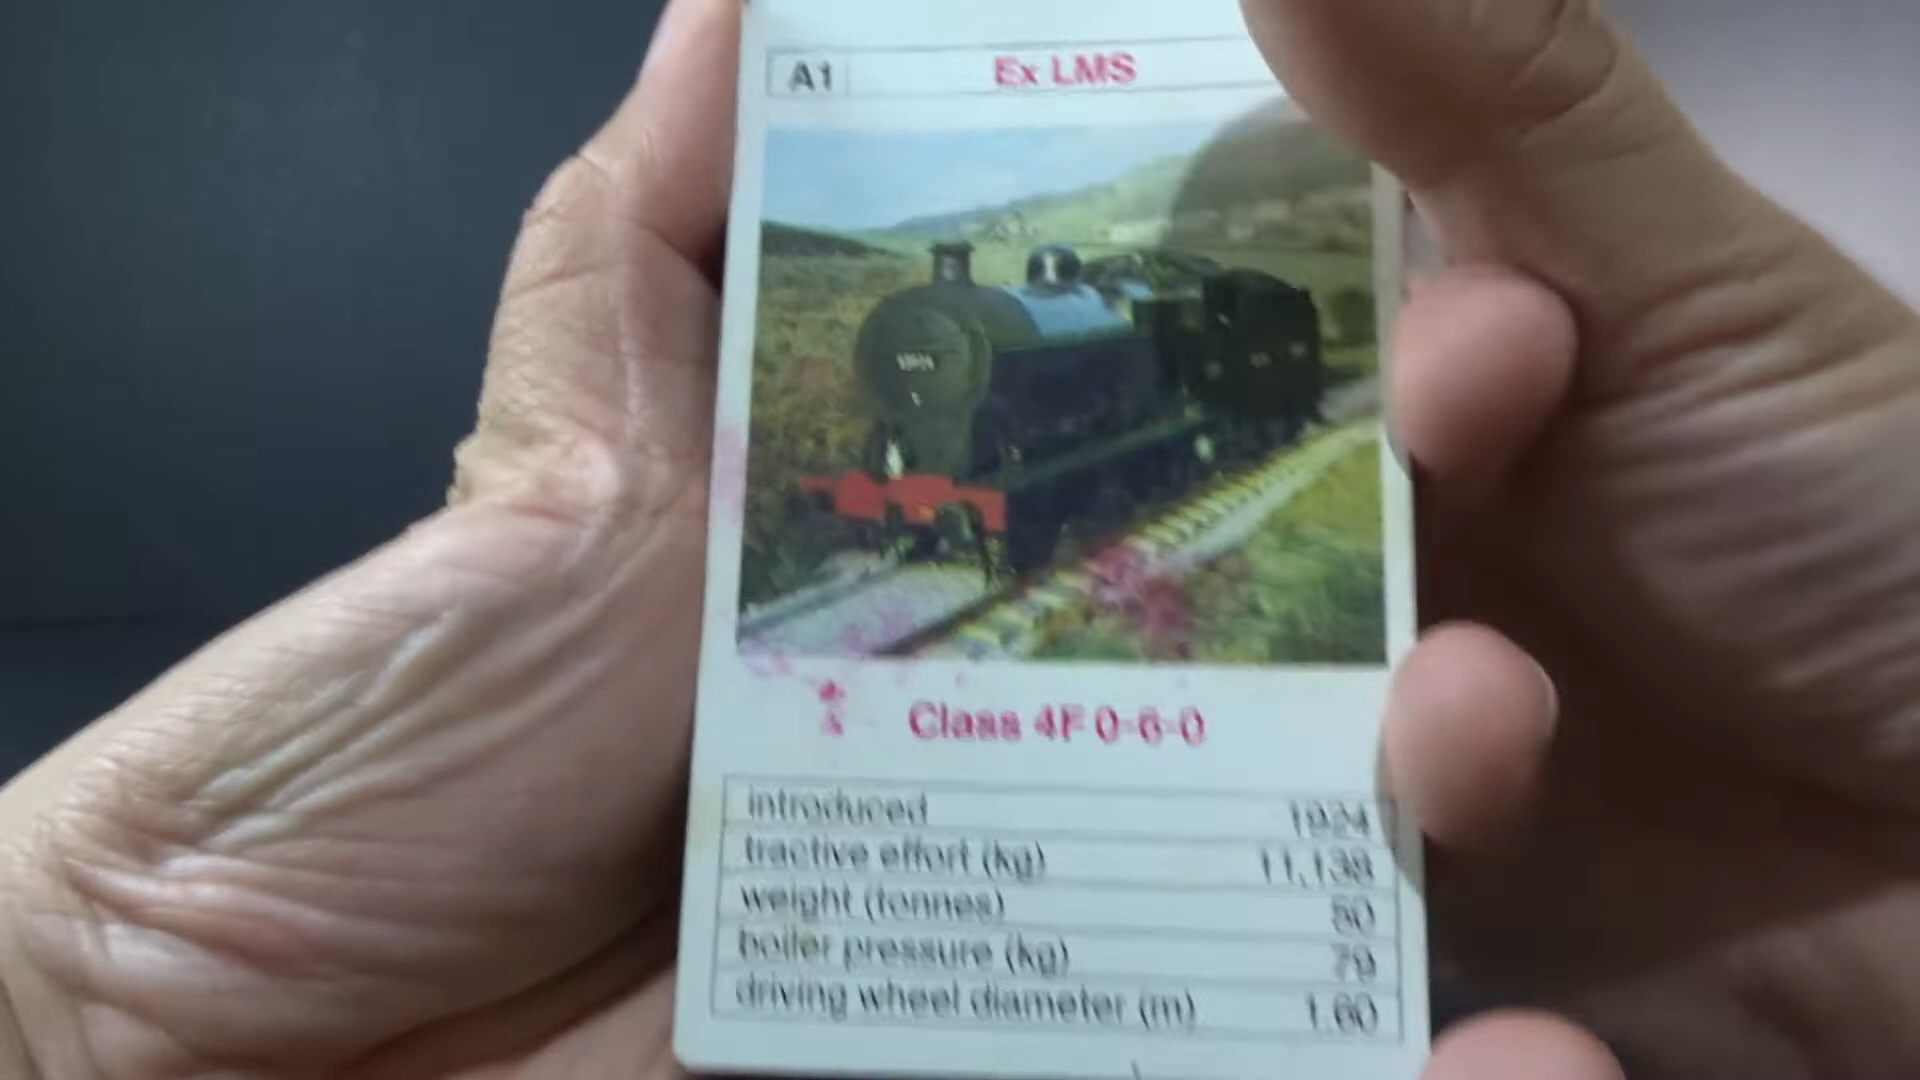 A1 Ex LMS
Class 4F 0-6-0
introduced 1924
tractive effort (kg) 11,138
weight (tonnes) 50
boiler pressure (kg) 79
driving wheel diameter (m) 1.60